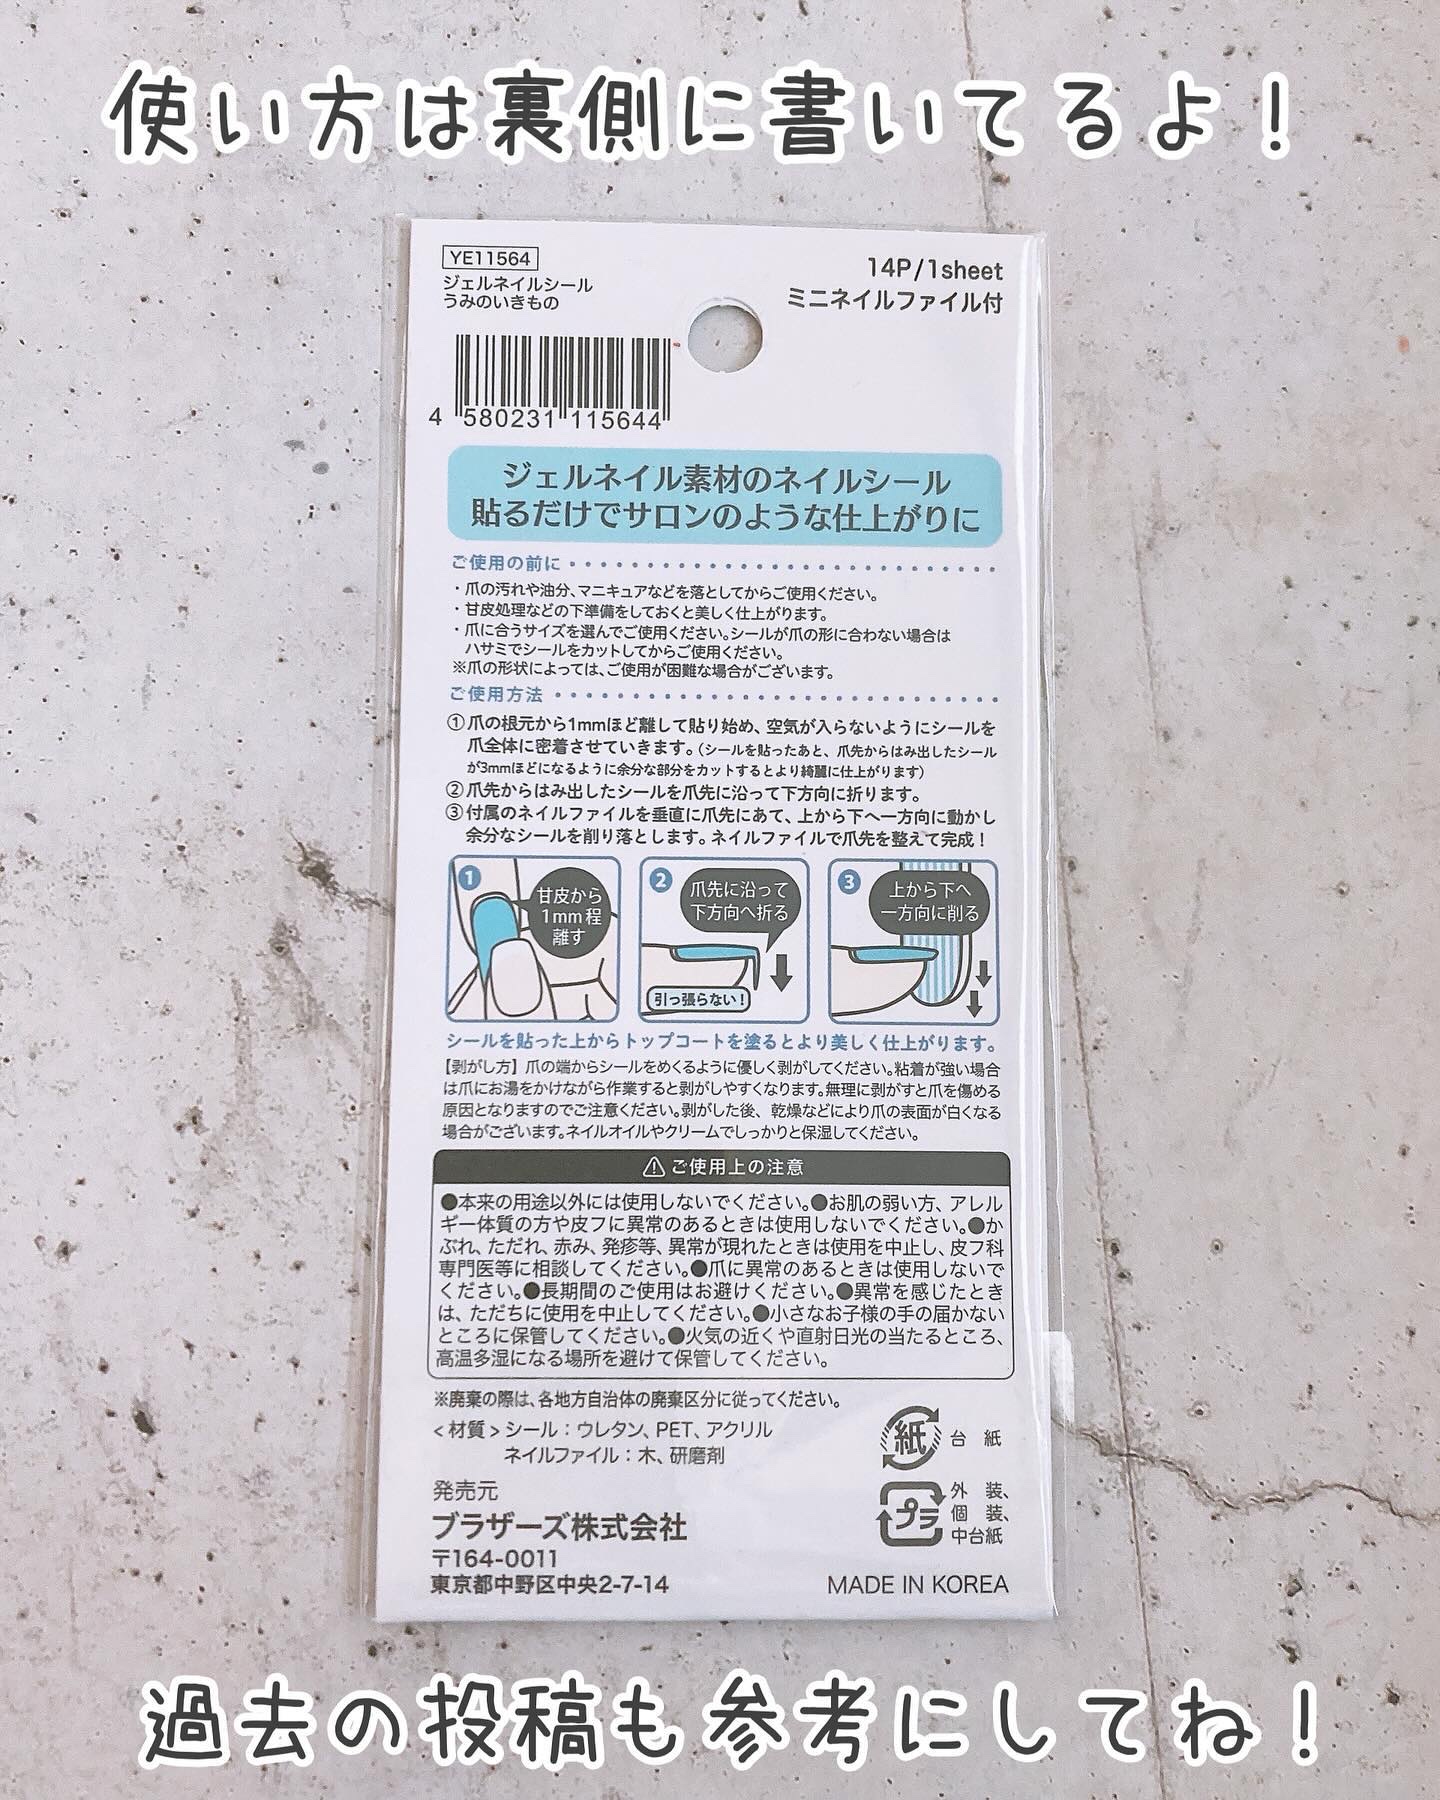 使い方は裏側に書いてるよ！
YE11564
ジェルネイルシール
うみのいきもの
14P/1sheet
ミニネイルファイル付
4 580231 115644
ジェルネイル素材のネイルシール
貼るだけでサロンのような仕上がりに
ご使用の前に
・爪の汚れや油分、マニキュアなどを落としてからご使用ください。
・甘皮処理などの下準備をしておくと美しく仕上がります。
・爪に合うサイズを選んでご使用ください。シールが爪の形に合わない場合は
ハサミでシールをカットしてからご使用ください。
※爪の形状によっては、ご使用が困難な場合がございます。
ご使用方法
①爪の根元から1mmほど離して貼り始め、空気が入らないようにシールを
爪全体に密着させていきます。(シールを貼ったあと、爪先からはみ出したシール
が3mmほどになるように余分な部分をカットするとより綺麗に仕上がります)
②爪先からはみ出したシールを爪先に沿って下方向に折ります。
③付属のネイルファイルを垂直に爪先にあて、上から下へ一方向に動かし
余分なシールを削り落とします。ネイルファイルで爪先を整えて完成！
1
甘皮から
1mm程
離す
2
爪先に沿って
下方向へ折る
引っ張らない！
3
上から下へ
一方向に削る
シールを貼った上からトップコートを塗るとより美しく仕上がります。
【剥がし方】爪の端からシールをめくるように優しく剥がしてください。粘着が強い場合
は爪にお湯をかけながら作業すると剥がしやすくなります。無理に剥がすと爪を傷める
原因となりますのでご注意ください。剥がした後、乾燥などにより爪の表面が白くなる
場合がございます。ネイルオイルやクリームでしっかりと保湿してください。
⚠ご使用上の注意
●本来の用途以外には使用しないでください。●お肌の弱い方、アレル
ギー体質の方や皮フに異常のあるときは使用しないでください。●か
ぶれ、ただれ、赤み、発疹等、異常が現れたときは使用を中止し、皮フ科
専門医等に相談してください。●爪に異常のあるときは使用しないで
ください。●長期間のご使用はお避けください。●異常を感じたとき
は、ただちに使用を中止してください。●小さなお子様の手の届かない
ところに保管してください。●火気の近くや直射日光の当たるところ、
高温多湿になる場所を避けて保管してください。
※廃棄の際は、各地方自治体の廃棄区分に従ってください。
<材質>シール：ウレタン、PET、アクリル
ネイルファイル：木、研磨剤
紙 台紙
プラ 外装、
個装、
中台紙
発売元
ブラザーズ株式会社
〒164-0011
東京都中野区中央2-7-14
MADE IN KOREA
過去の投稿も参考にしてね！